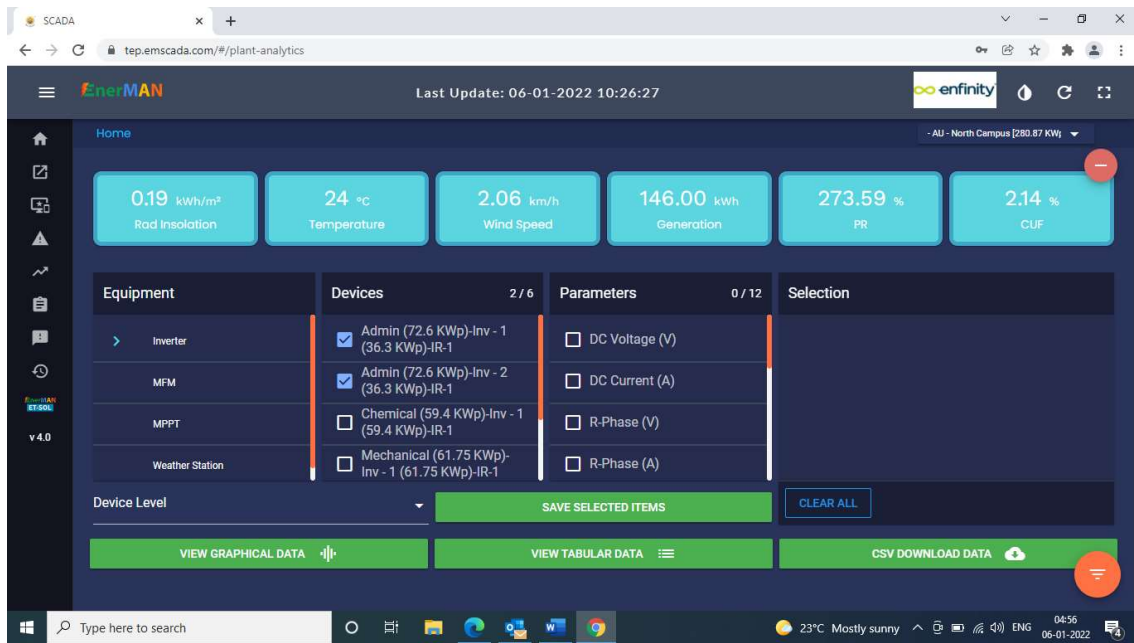 SCADA
tep.emscada.com/#/plant-analytics
EnerMAN
Last Update: 06-01-2022 10:26:27
enfinity
Home
- AU - North Campus [280.87 KW
0.19 kWh/m²
Rad Insolation
24 °C
Temperature
2.06 km/h
Wind Speed
146.00 kWh
Generation
273.59 %
PR
2.14 %
CUF
Equipment
Inverter
MFM
MPPT
Weather Station
Devices 2 / 6
Admin (72.6 KWp)-Inv - 1
(36.3 KWp)-IR-1
Admin (72.6 KWp)-Inv - 2
(36.3 KWp)-IR-1
Chemical (59.4 KWp)-Inv - 1
(59.4 KWp)-IR-1
Mechanical (61.75 KWp)-
Inv - 1 (61.75 KWp)-IR-1
Parameters 0 / 12
DC Voltage (V)
DC Current (A)
R-Phase (V)
R-Phase (A)
Selection
EnerMAN
ET-SOL
v 4.0
Device Level
SAVE SELECTED ITEMS
CLEAR ALL
VIEW GRAPHICAL DATA
VIEW TABULAR DATA
CSV DOWNLOAD DATA
Type here to search
23°C Mostly sunny
ENG
04:56
06-01-2022
4